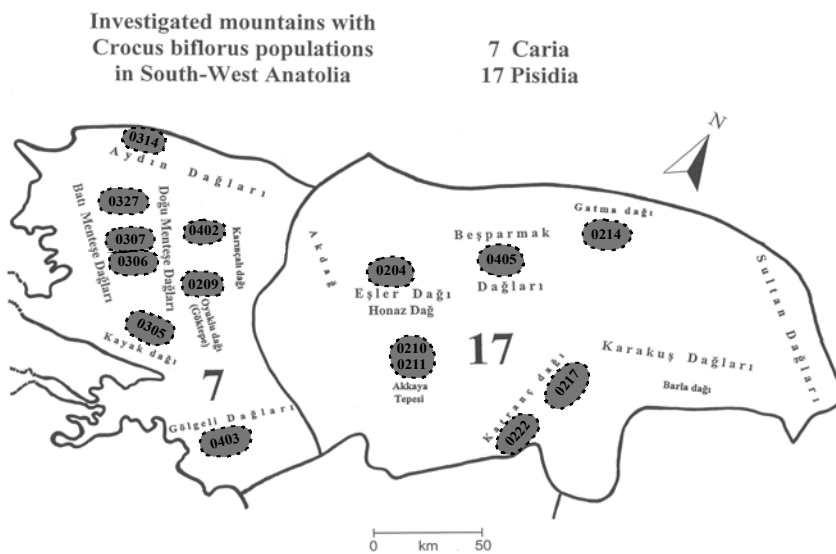 Investigated mountains with
Crocus biflorus populations
in South-West Anatolia
7 Caria
17 Pisidia
N
0314
Aydın Dağları
0327
Batı Menteşe Dağları
Doğu Menteşe Dağları
0307
0306
0402
Karıncalı dağı
0209
Oyuklu dağı
(Göktepe)
0305
Kayak dağı
7
Gölgeli Dağları
0403
Akdağ
0204
Eşler Dağı
Honaz Dağ
0210
0211
Akkaya
Tepesi
17
Beşparmak
0405
Dağları
Gatma dağı
0214
Sultan Dağları
Karakuş Dağları
Barla dağı
Katranç dağı
0217
0222
0 km 50